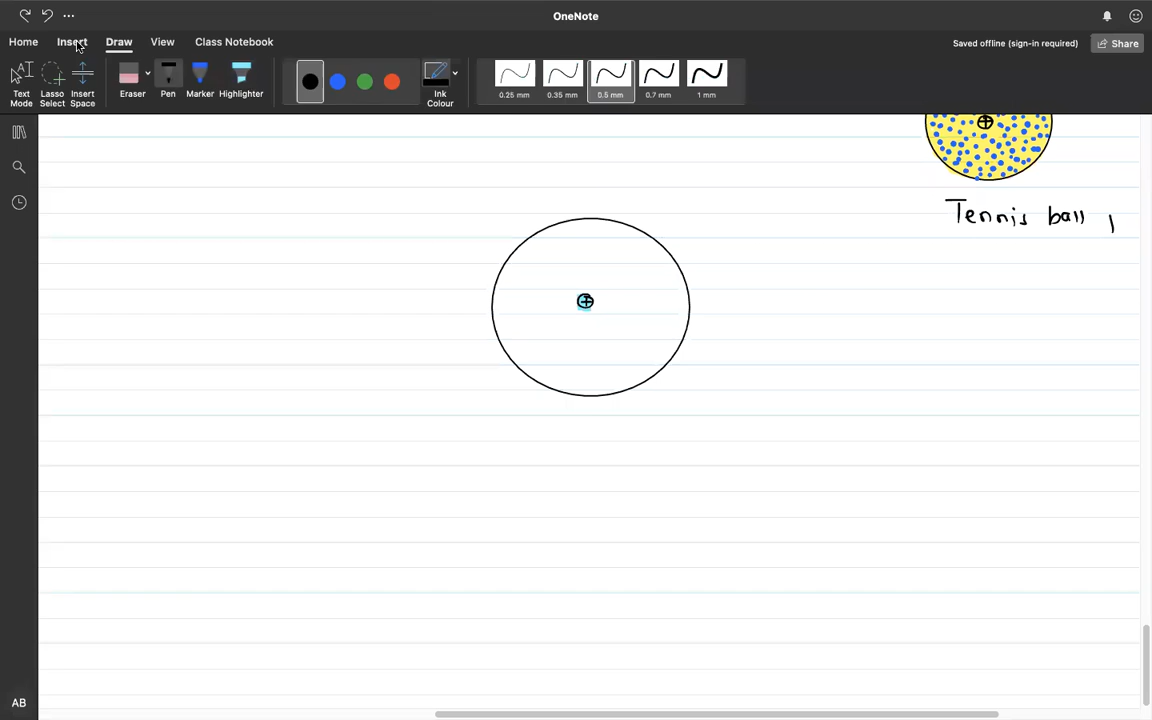 OneNote
Home Insert Draw View Class Notebook
Saved offline (sign-in required) Share
Text Mode
Lasso Select
Insert Space
Eraser
Pen
Marker
Highlighter
Ink Colour
0.25 mm 0.35 mm 0.5 mm 0.7 mm 1 mm
Tennis ball
AB